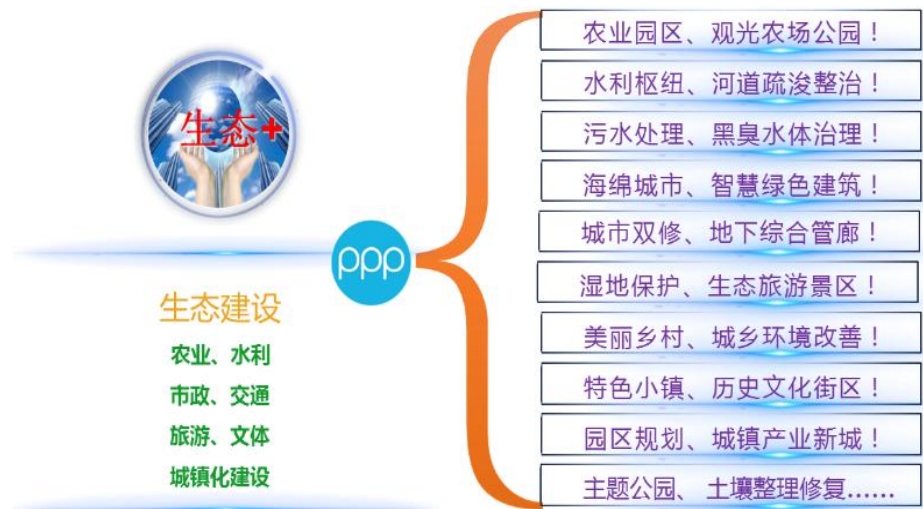 生态+
生态建设
农业、水利
市政、交通
旅游、文体
城镇化建设
ppp
农业园区、观光农场公园！
水利枢纽、河道疏浚整治！
污水处理、黑臭水体治理！
海绵城市、智慧绿色建筑！
城市双修、地下综合管廊！
湿地保护、生态旅游景区！
美丽乡村、城乡环境改善！
特色小镇、历史文化街区！
园区规划、城镇产业新城！
主题公园、 土壤整理修复......